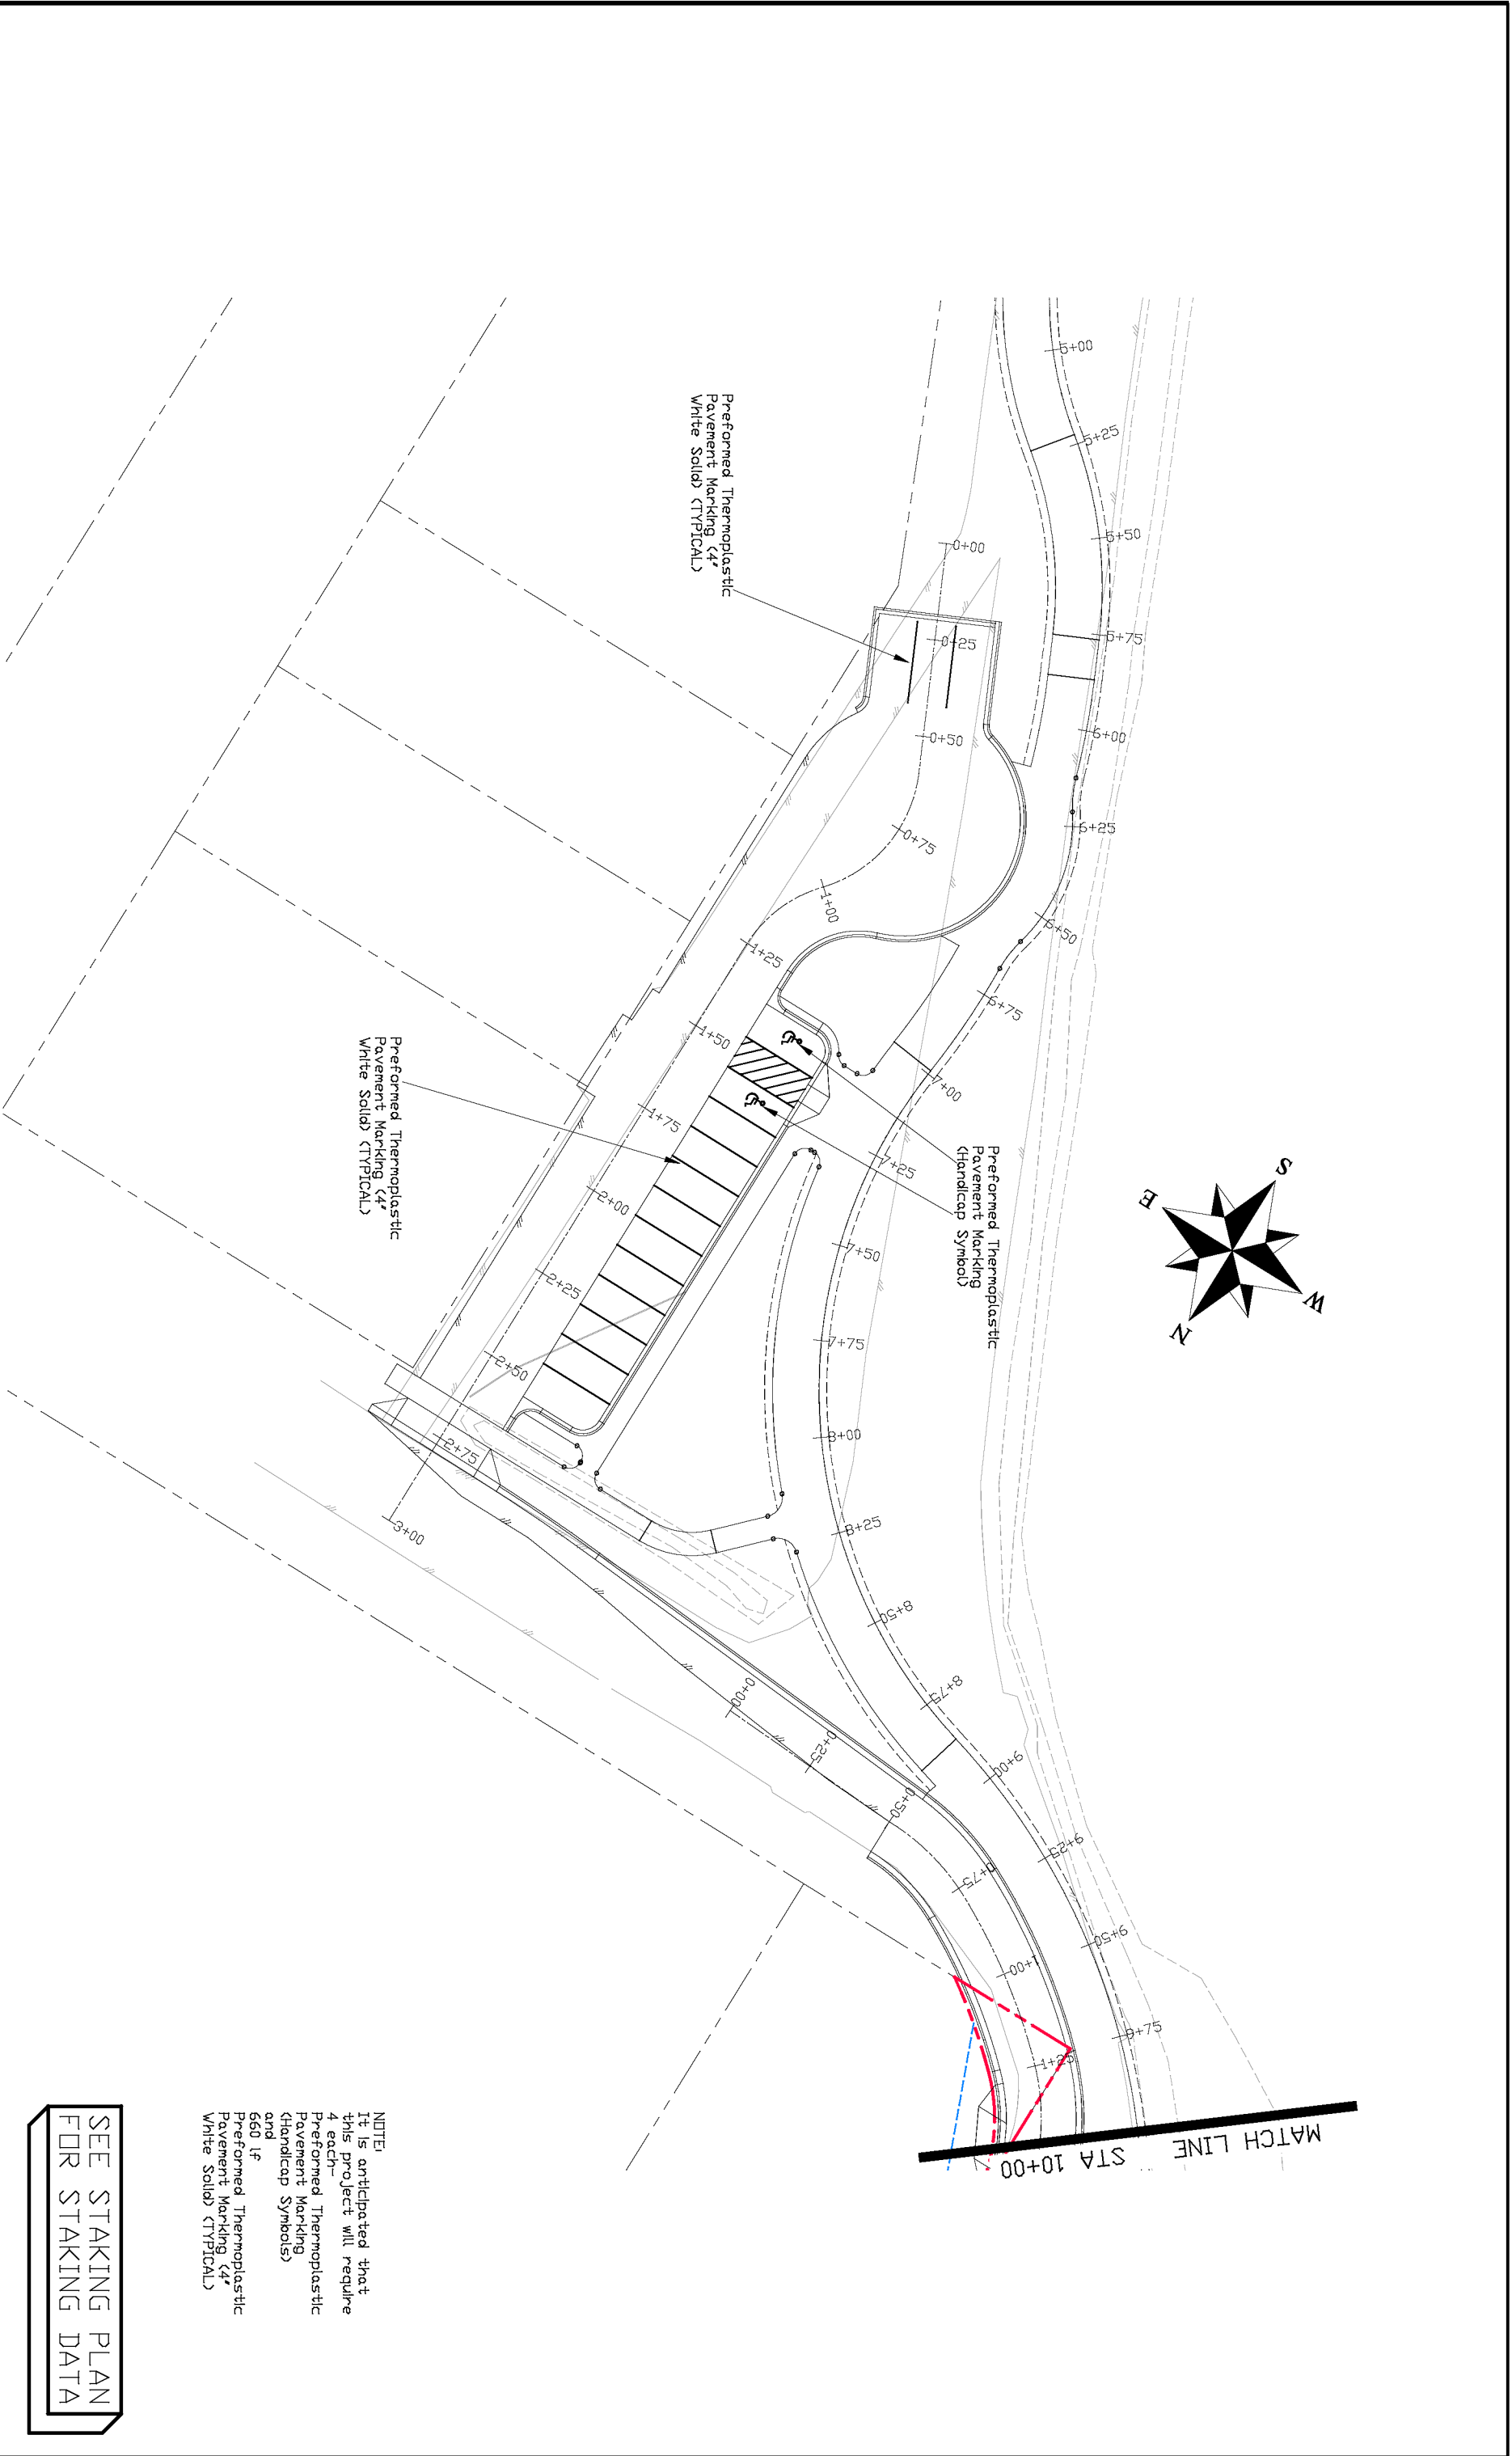 5+00
5+25
5+50
5+75
6+00
6+25
6+50
6+75
7+00
7+25
7+50
7+75
8+00
8+25
8+50
8+75
9+00
9+25
9+50
9+75
0+00
0+25
0+50
0+75
1+00
1+25
1+50
1+75
2+00
2+25
2+50
2+75
3+00
0+00
0+25
0+50
0+75
1+00
1+25
Preformed Thermoplastic
Pavement Marking (4"
White Solid) (TYPICAL)
Preformed Thermoplastic
Pavement Marking
(Handicap Symbol)
Preformed Thermoplastic
Pavement Marking (4"
White Solid) (TYPICAL)
S
E
W
N
MATCH LINE STA 10+00
NOTE:
It is anticipated that
this project will require
4 each-
Preformed Thermoplastic
Pavement Marking
(Handicap Symbols)
and
660 lf
Preformed Thermoplastic
Pavement Marking (4"
White Solid) (TYPICAL)
SEE STAKING PLAN
FOR STAKING DATA